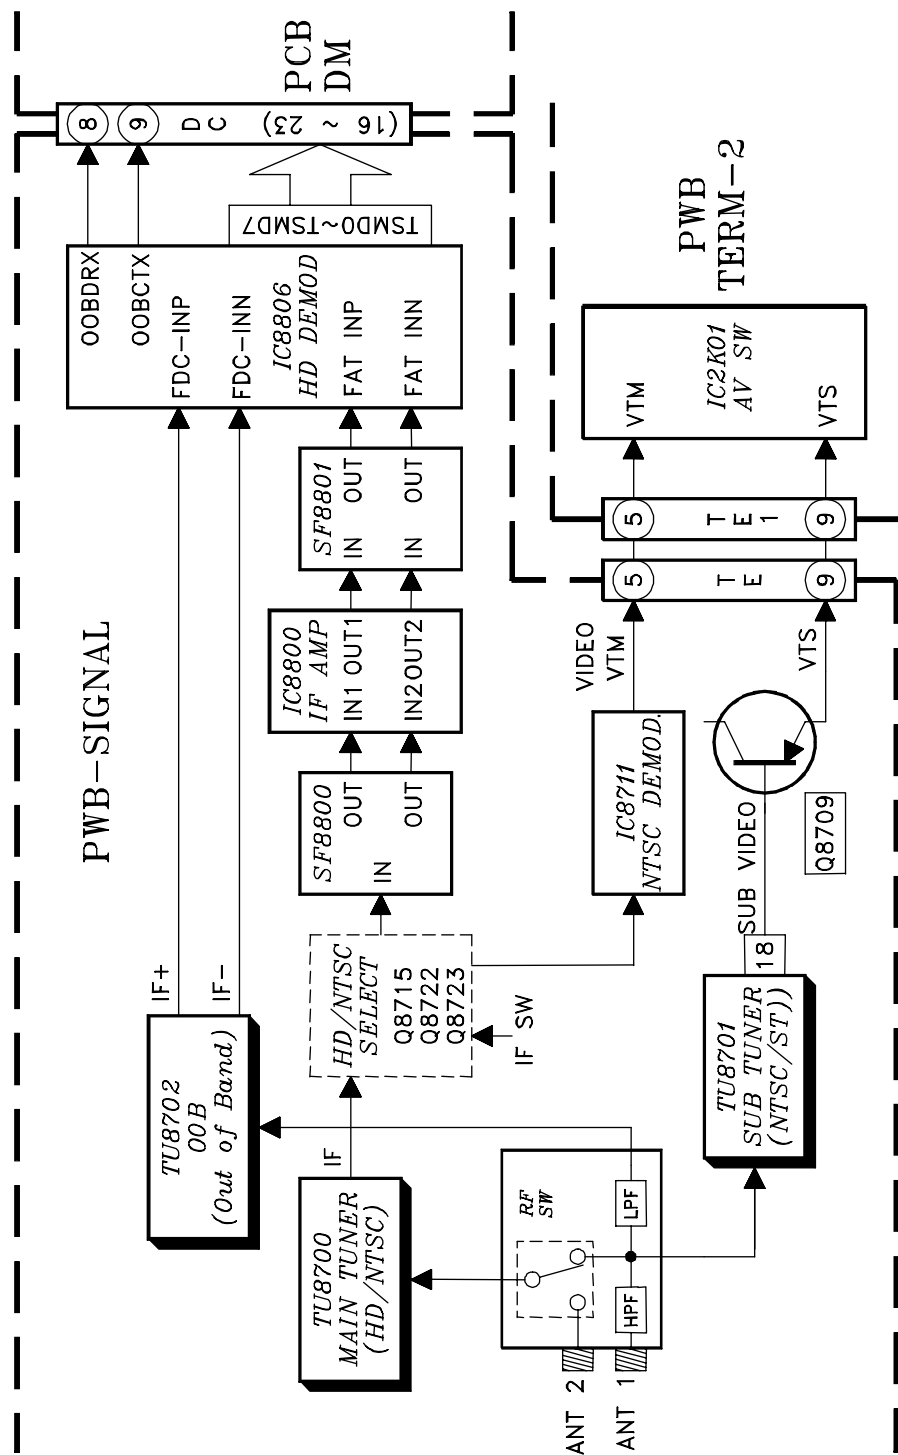 PWB-SIGNAL
PCB
DM
8
9
D
C
(16 ~ 23)
OOBDRX
OOBCTX
FDC-INP
FDC-INN
IC8806
HD DEMOD
FAT INP
FAT INN
TSMD0~TSMD7
TU8702
OOB
(Out of Band)
IF+
IF-
TU8700
MAIN TUNER
(HD/NTSC)
IF
HD/NTSC
SELECT
Q8715
Q8722
Q8723
IF SW
SF8800
IN
OUT
OUT
IC8800
IF AMP
IN1 OUT1
IN2OUT2
SF8801
IN OUT
IN OUT
ANT 2
ANT 1
RF
SW
HPF
LPF
IC8711
NTSC DEMOD.
VIDEO
VTM
TU8701
SUB TUNER
(NTSC/ST))
18
SUB VIDEO
Q8709
VTS
5
T
E
9
5
T
E
1
9
VTM
IC2K01
AV SW
VTS
PWB
TERM-2